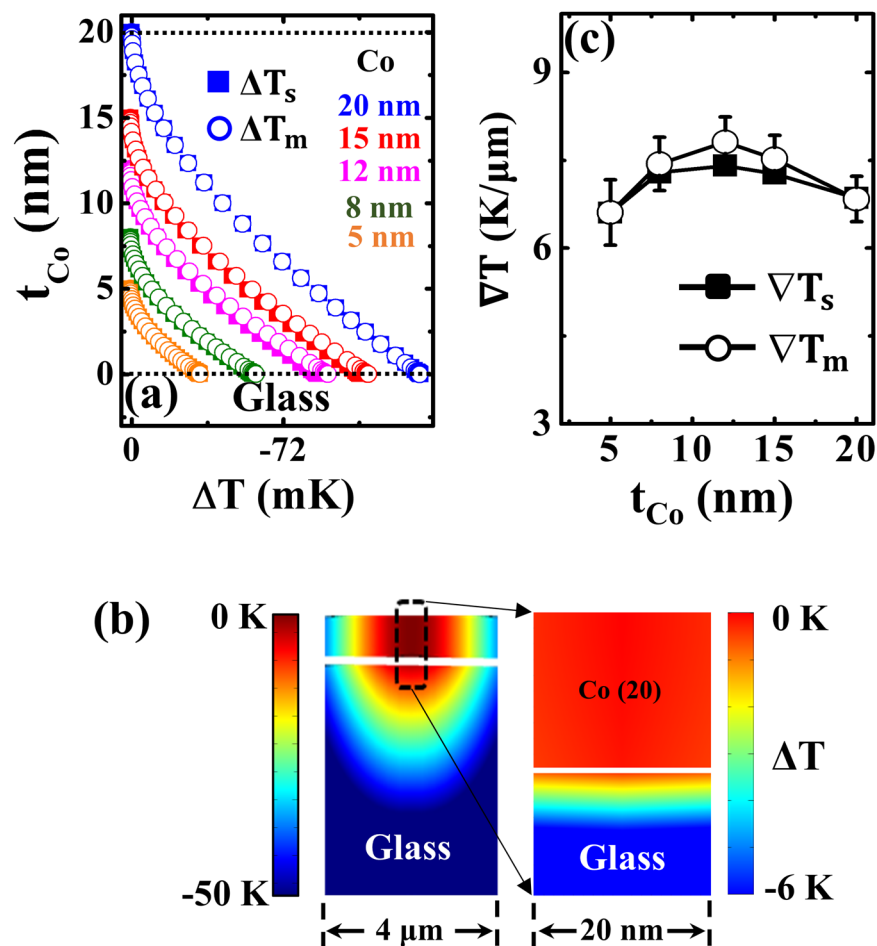 20
15
10
5
0
t_Co (nm)
ΔT_s
ΔT_m
Co
20 nm
15 nm
12 nm
8 nm
5 nm
(a)
Glass
0
-72
ΔT (mK)
(c)
9
6
3
∇T (K/μm)
∇T_s
∇T_m
5
10
15
20
t_Co (nm)
(b)
0 K
-50 K
Glass
4 μm
Co (20)
Glass
20 nm
0 K
ΔT
-6 K